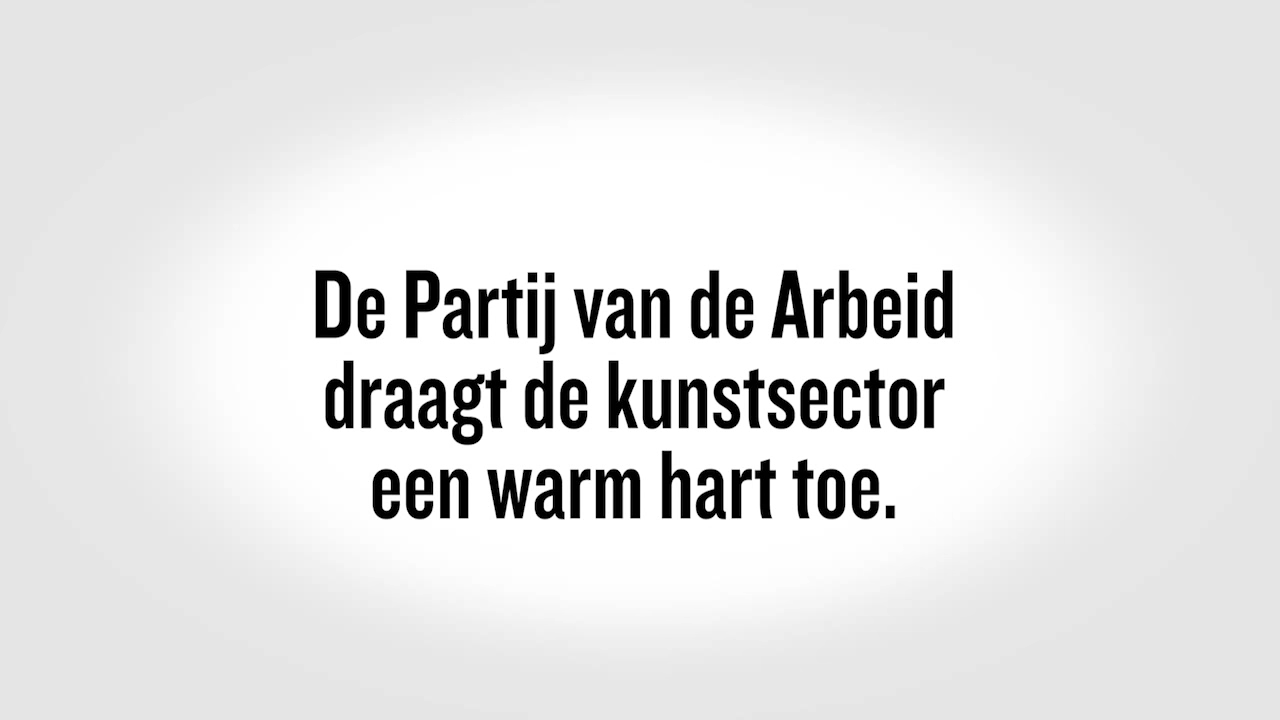 De Partij van de Arbeid
draagt de kunstsector
een warm hart toe.